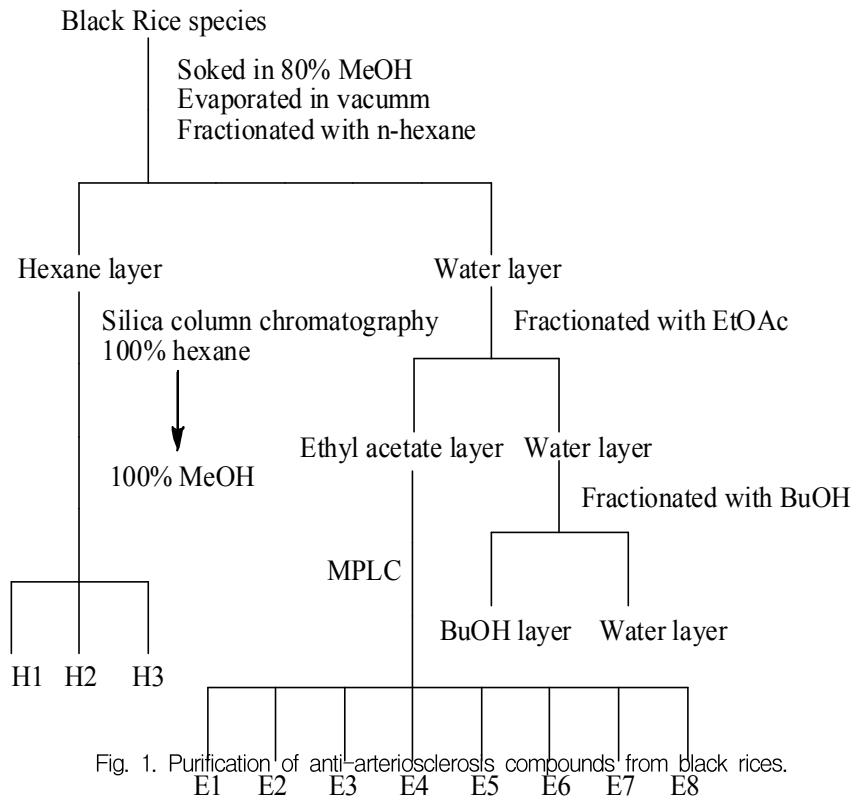 Black Rice species
Soked in 80% MeOH
Evaporated in vacumm
Fractionated with n-hexane
Hexane layer
Water layer
Silica column chromatography
100% hexane
Fractionated with EtOAc
100% MeOH
Ethyl acetate layer
Water layer
Fractionated with BuOH
MPLC
BuOH layer
Water layer
H1 H2 H3
Fig. 1. Purification of anti-arteriosclerosis compounds from black rices.
E1 E2 E3 E4 E5 E6 E7 E8